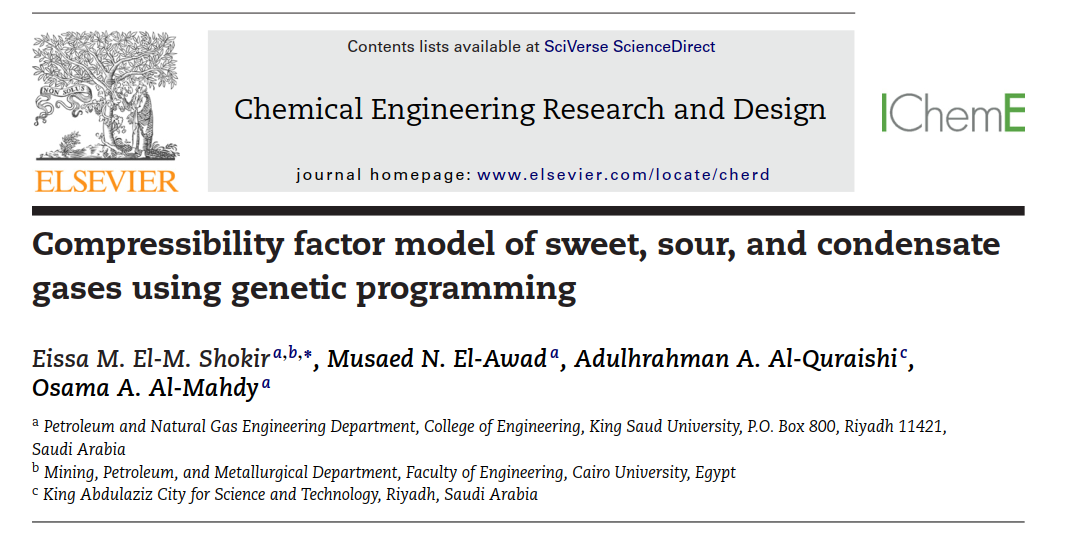 Contents lists available at SciVerse ScienceDirect
NON SOLUS
Chemical Engineering Research and Design
IChemE
journal homepage: www.elsevier.com/locate/cherd
ELSEVIER
Compressibility factor model of sweet, sour, and condensate
gases using genetic programming
Eissa M. El-M. Shokir a,b,*, Musaed N. El-Awad a, Adulhrahman A. Al-Quraishi c,
Osama A. Al-Mahdy a
a Petroleum and Natural Gas Engineering Department, College of Engineering, King Saud University, P.O. Box 800, Riyadh 11421,
Saudi Arabia
b Mining, Petroleum, and Metallurgical Department, Faculty of Engineering, Cairo University, Egypt
c King Abdulaziz City for Science and Technology, Riyadh, Saudi Arabia